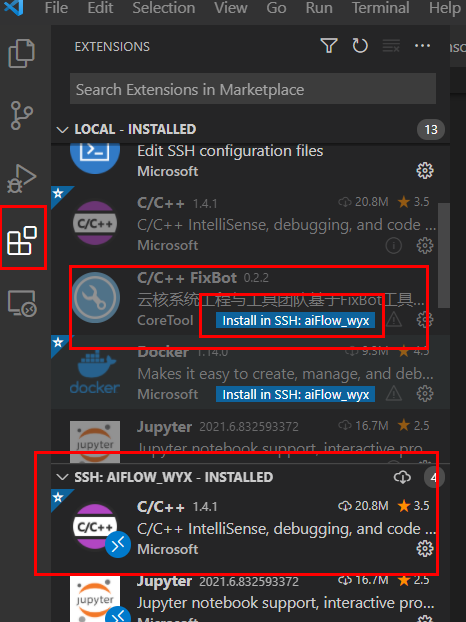 File Edit Selection View Go Run Terminal Help
EXTENSIONS
Search Extensions in Marketplace
LOCAL - INSTALLED 13
Edit SSH configuration files
Microsoft
C/C++ 1.4.1 20.8M 3.5
C/C++ C/C++ IntelliSense, debugging, and code ...
Microsoft
C/C++ FixBot 0.2.2
云核系统工程与工具团队基于FixBot工具...
CoreTool Install in SSH: aiFlow_wyx
Docker 1.14.0 9.3M 4.5
docker Makes it easy to create, manage, and deb...
Microsoft Install in SSH: aiFlow_wyx
Jupyter 2021.6.832593372 16.7M 2.5
jupyter Jupyter notebook support, interactive pro...
SSH: AIFLOW_WYX - INSTALLED 4
C/C++ 1.4.1 20.8M 3.5
C/C++ C/C++ IntelliSense, debugging, and code ...
Microsoft
Jupyter 2021.6.832593372 16.7M 2.5
jupyter Jupyter notebook support, interactive pro...